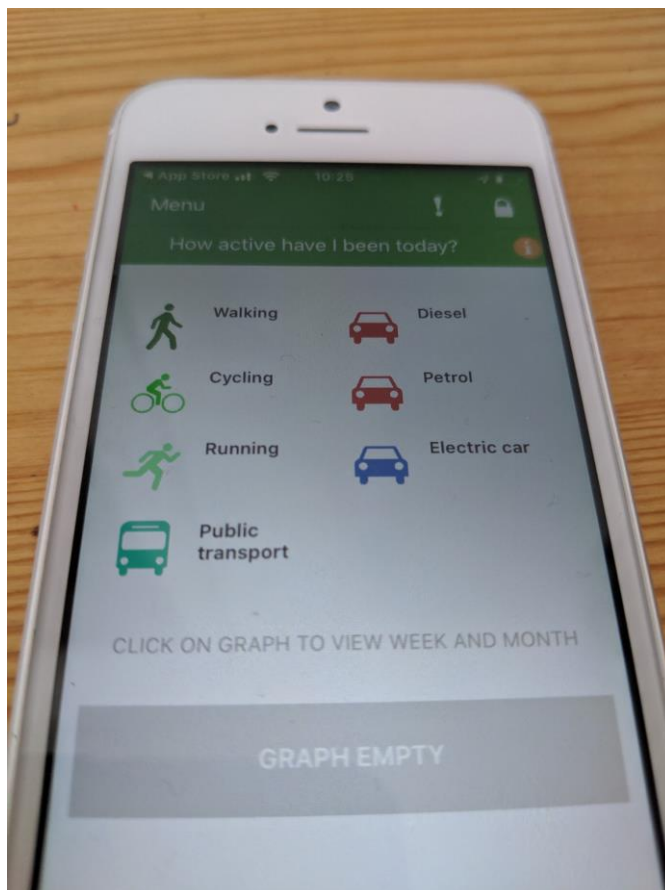 ◀ App Store 10:25
Menu
How active have I been today?
Walking Diesel
Cycling Petrol
Running Electric car
Public
transport
CLICK ON GRAPH TO VIEW WEEK AND MONTH
GRAPH EMPTY